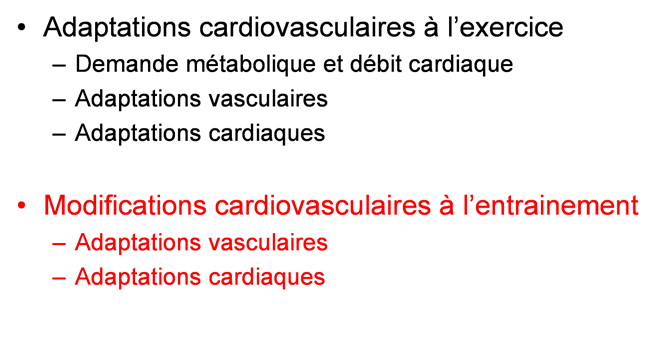 • Adaptations cardiovasculaires à l’exercice
– Demande métabolique et débit cardiaque
– Adaptations vasculaires
– Adaptations cardiaques
• Modifications cardiovasculaires à l’entrainement
– Adaptations vasculaires
– Adaptations cardiaques